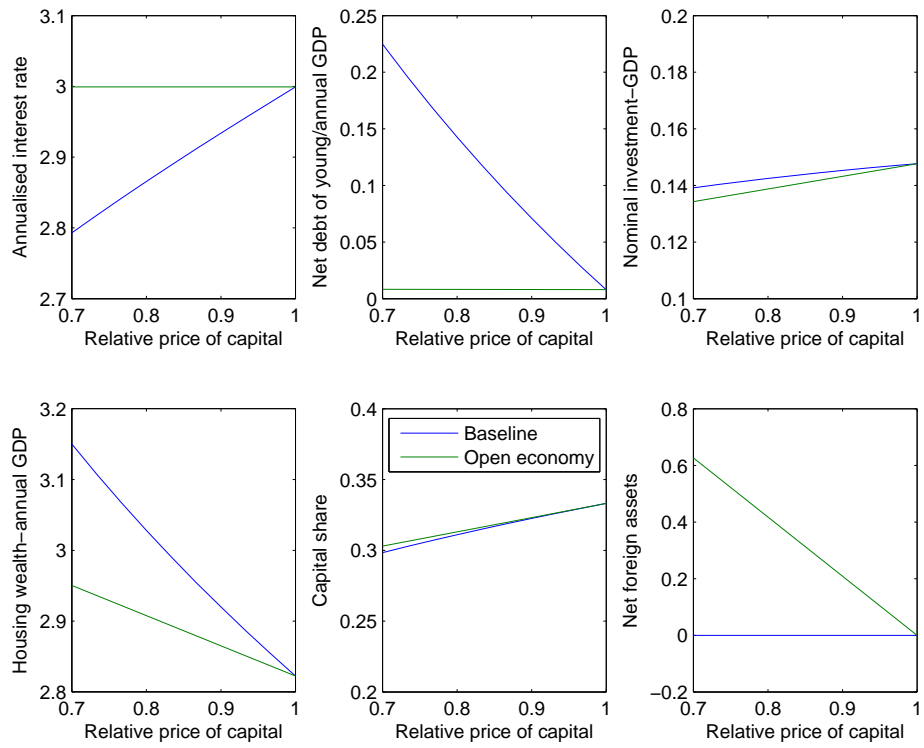 Annualised interest rate
3.1
3
2.9
2.8
2.7
0.7 0.8 0.9 1
Relative price of capital
Net debt of young/annual GDP
0.25
0.2
0.15
0.1
0.05
0
0.7 0.8 0.9 1
Relative price of capital
Nominal investment−GDP
0.2
0.18
0.16
0.14
0.12
0.1
0.7 0.8 0.9 1
Relative price of capital
Housing wealth−annual GDP
3.2
3.1
3
2.9
2.8
0.7 0.8 0.9 1
Relative price of capital
Capital share
0.4
0.35
0.3
0.25
0.2
Baseline
Open economy
0.7 0.8 0.9 1
Relative price of capital
Net foreign assets
0.8
0.6
0.4
0.2
0
−0.2
0.7 0.8 0.9 1
Relative price of capital